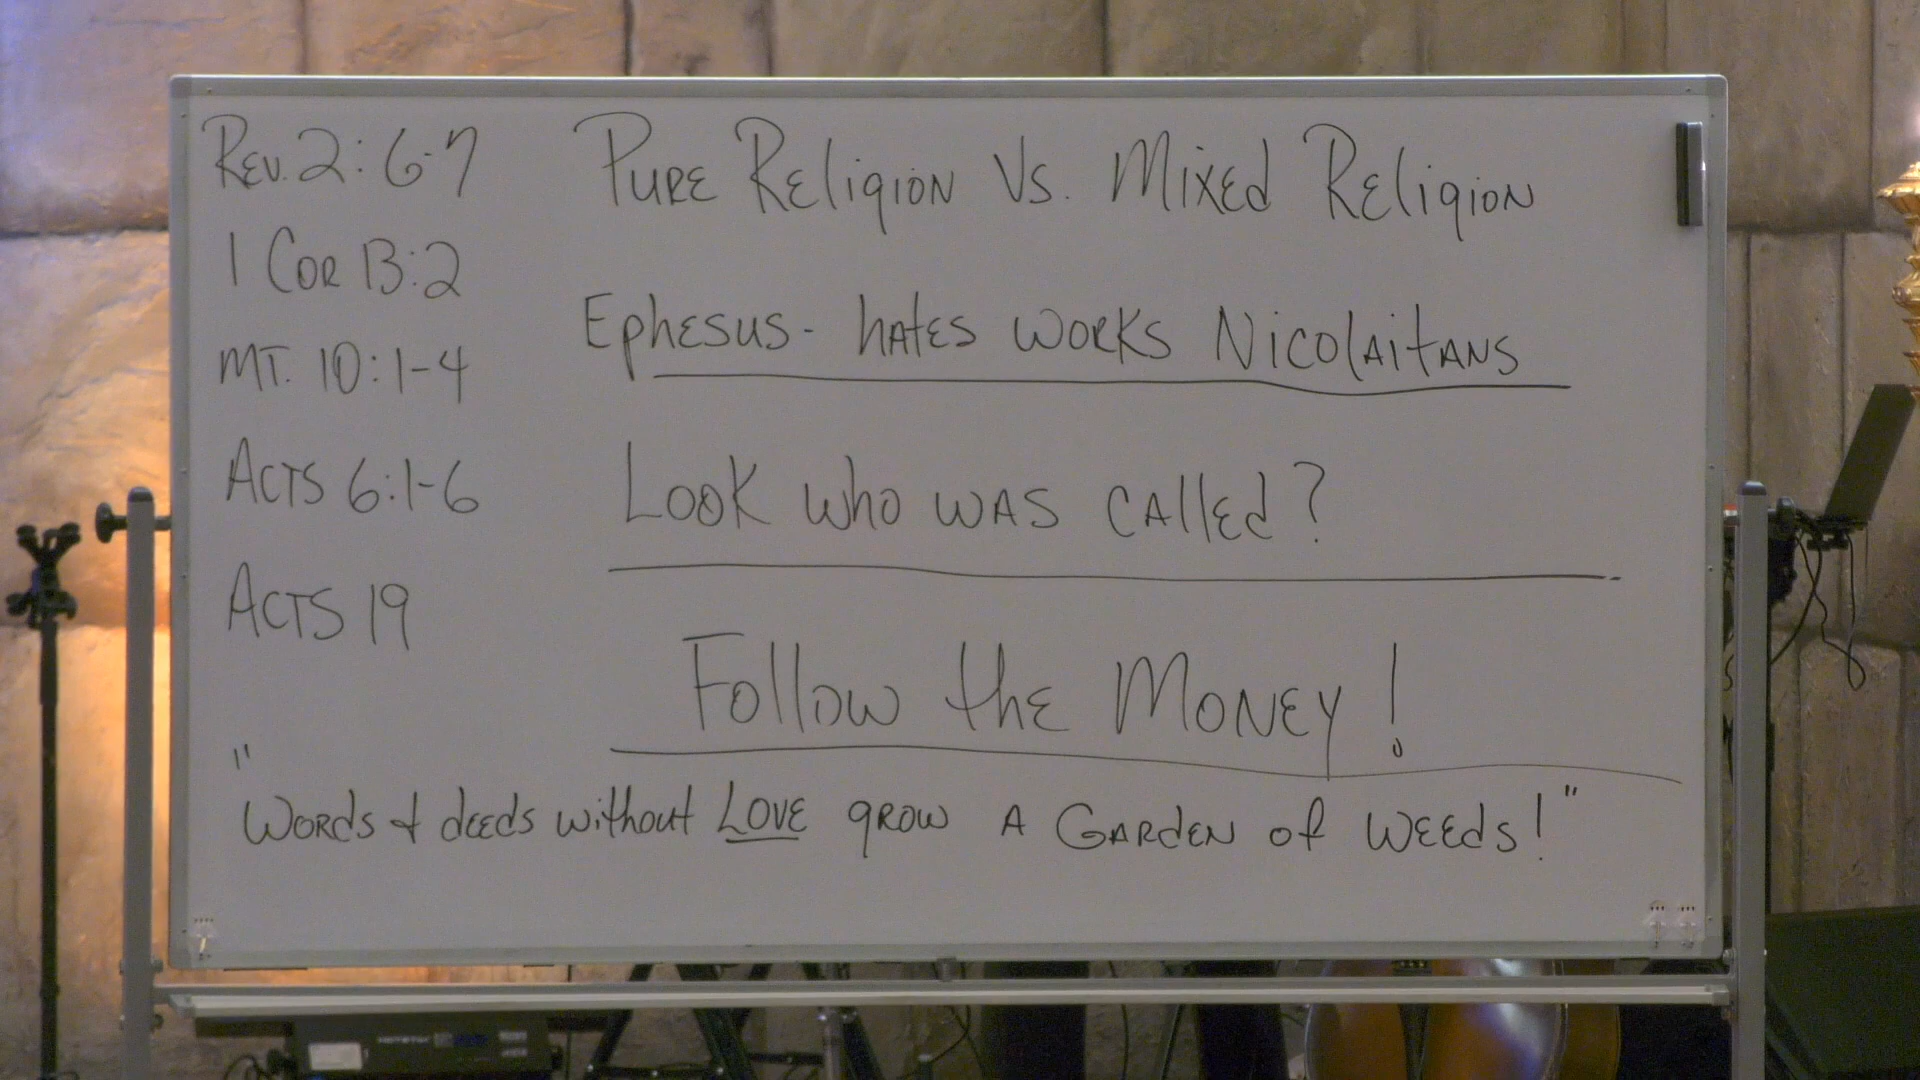 Rev. 2:6-7
1 Cor 13:2
MT. 10:1-4
Acts 6:1-6
Acts 19
Pure Religion Vs. Mixed Religion
Ephesus - hates works Nicolaitans
Look who was called?
Follow the Money!
"Words & deeds without LOVE grow A Garden of Weeds!"